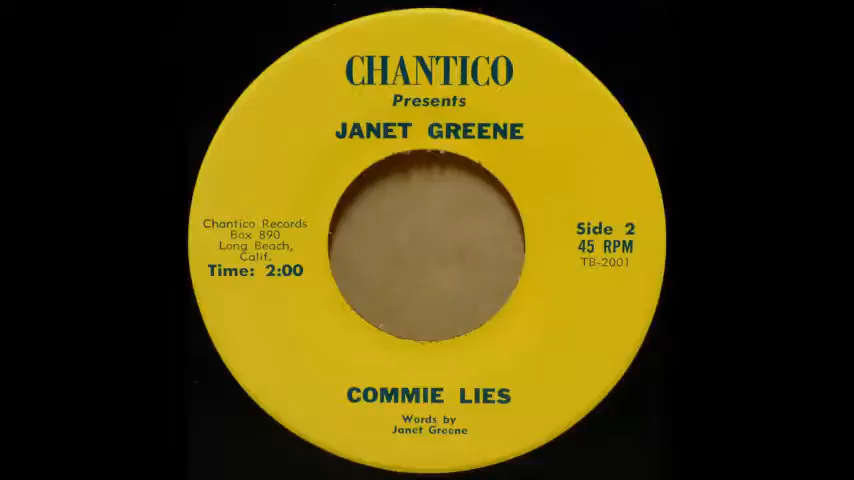 CHANTICO
Presents
JANET GREENE
Chantico Records
Box 890
Long Beach,
Calif.
Time: 2:00
Side 2
45 RPM
TB-2001
COMMIE LIES
Words by
Janet Greene